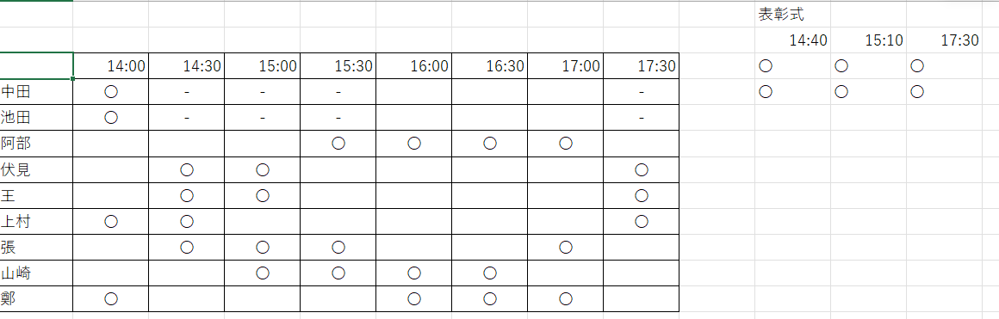 表彰式
14:40 15:10 17:30
14:00 14:30 15:00 15:30 16:00 16:30 17:00 17:30 〇 〇 〇
中田 〇 - - - - 〇 〇 〇
池田 〇 - - - -
阿部 〇 〇 〇 〇
伏見 〇 〇 〇
王 〇 〇 〇
上村 〇 〇 〇
張 〇 〇 〇 〇
山崎 〇 〇 〇 〇
鄭 〇 〇 〇 〇